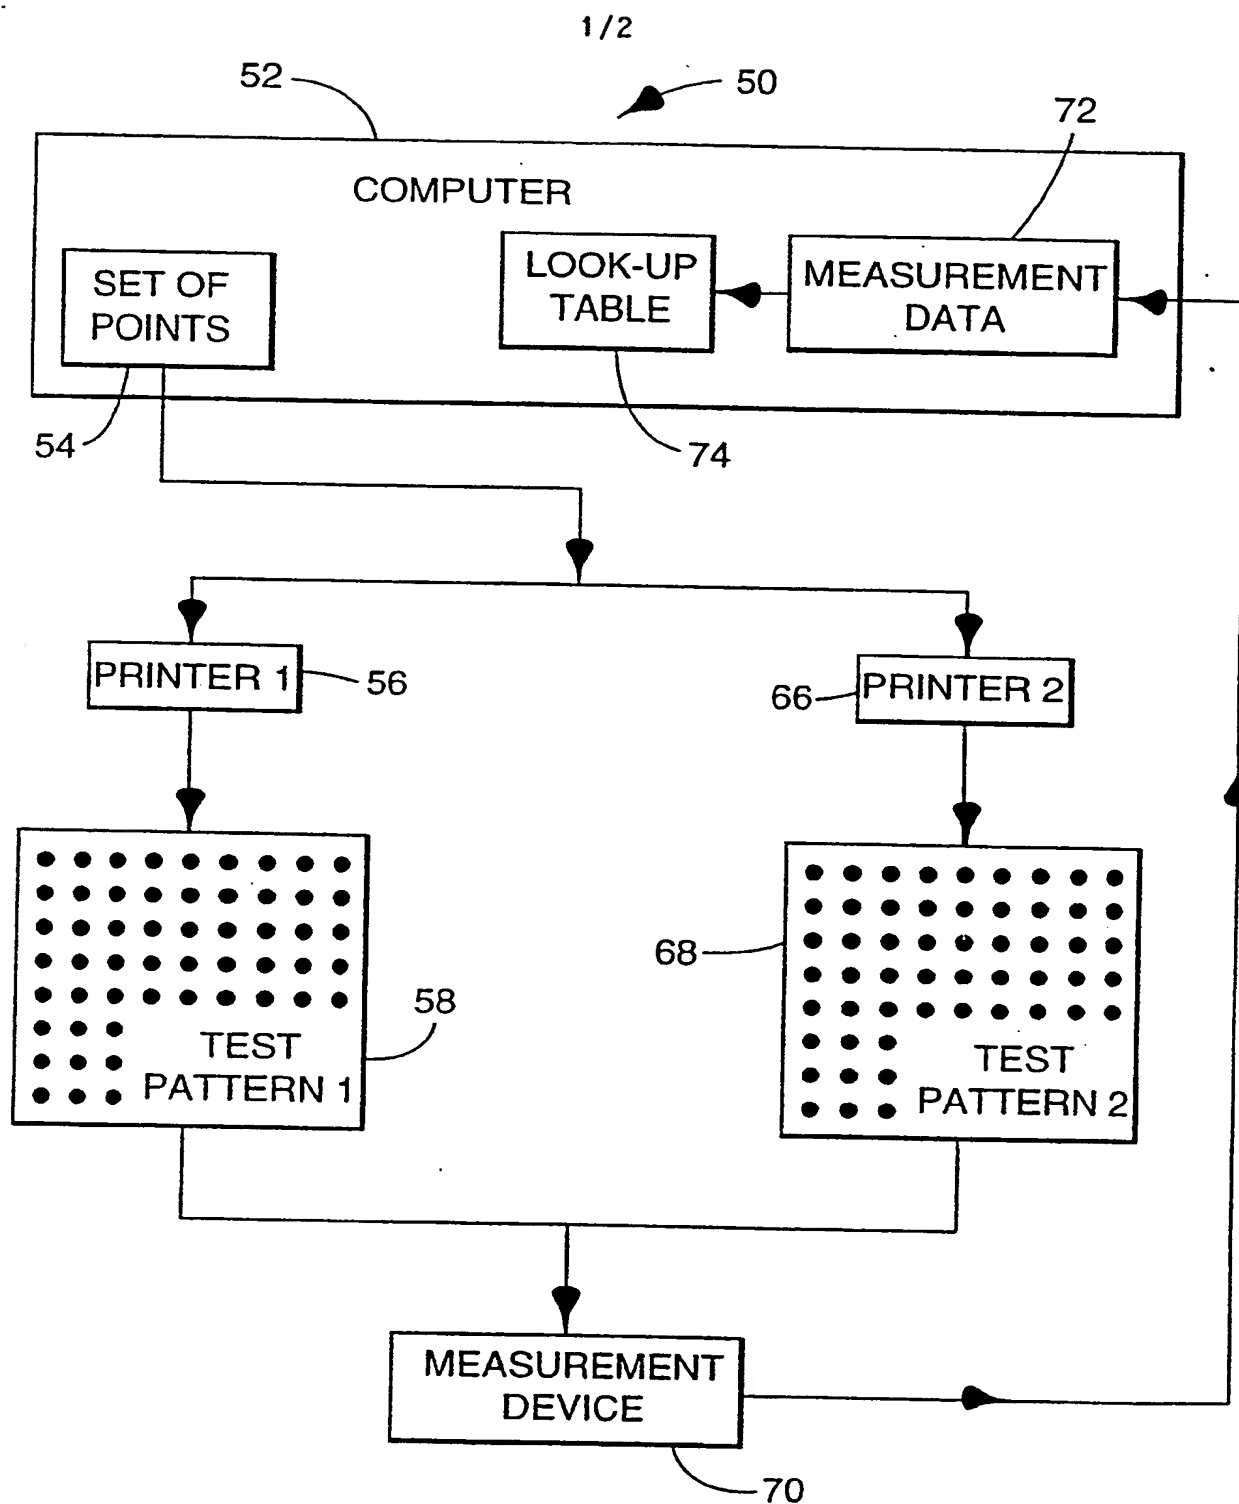 1/2
52
50
72
COMPUTER
SET OF
POINTS
LOOK-UP
TABLE
MEASUREMENT
DATA
54
74
PRINTER 1
56
66
PRINTER 2
58
68
TEST
PATTERN 1
TEST
PATTERN 2
MEASUREMENT
DEVICE
70